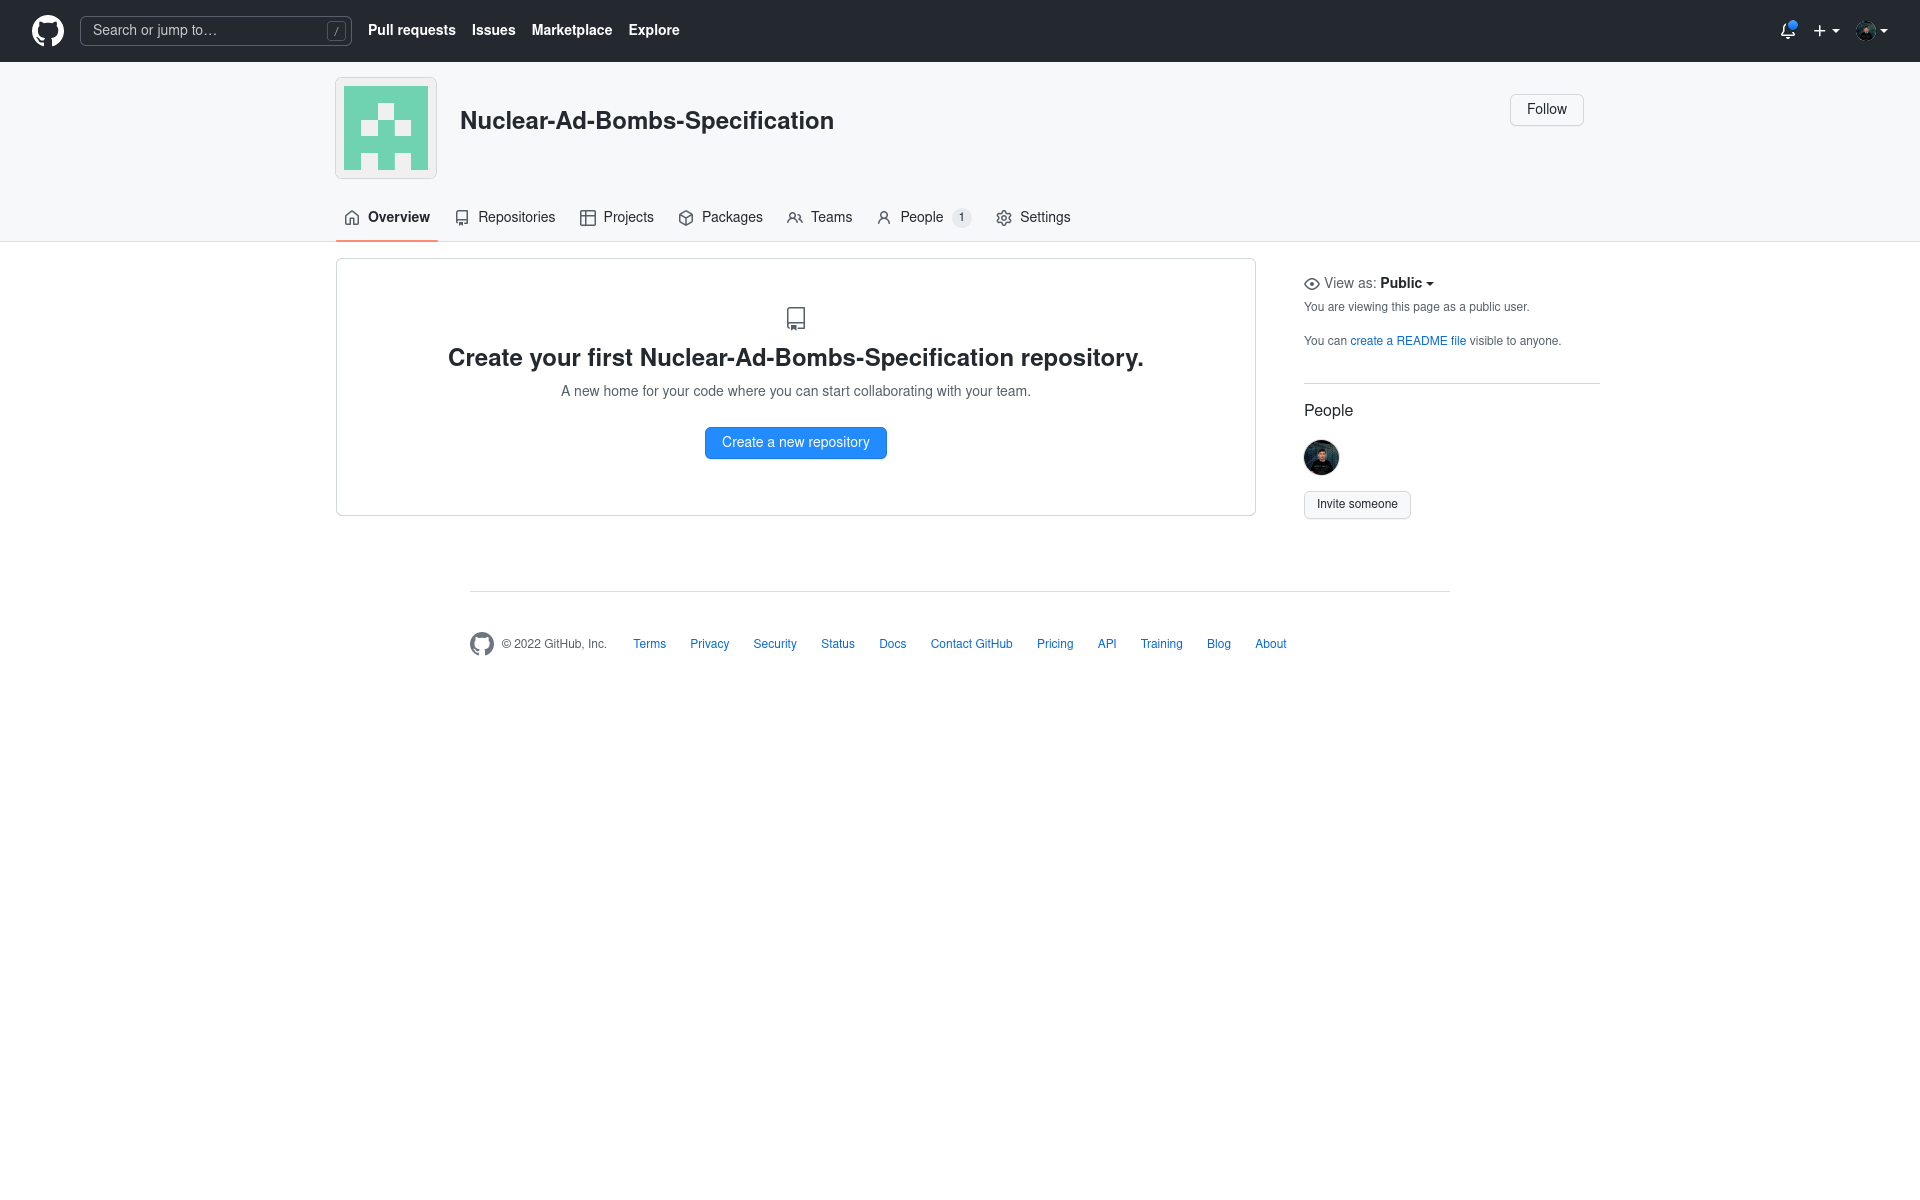 Search or jump to… /
Pull requests Issues Marketplace Explore
Nuclear-Ad-Bombs-Specification
Follow
Overview Repositories Projects Packages Teams People 1 Settings
Create your first Nuclear-Ad-Bombs-Specification repository.
A new home for your code where you can start collaborating with your team.
Create a new repository
View as: Public
You are viewing this page as a public user.
You can create a README file visible to anyone.
People
Invite someone
© 2022 GitHub, Inc. Terms Privacy Security Status Docs Contact GitHub Pricing API Training Blog About